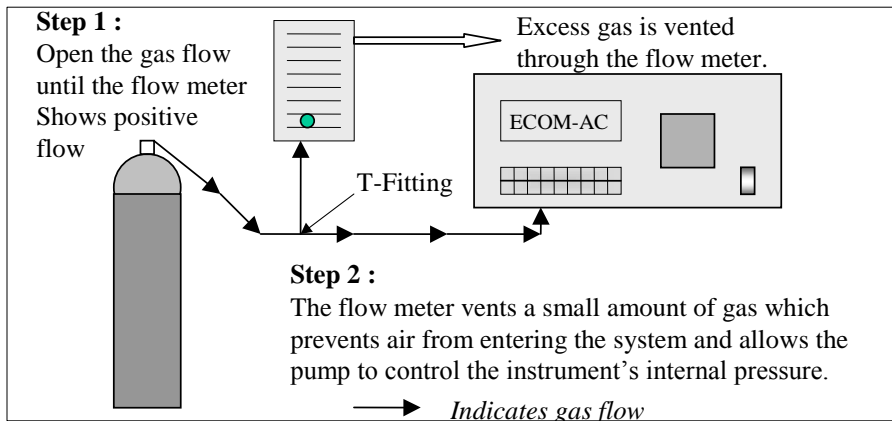 Step 1 :
Open the gas flow
until the flow meter
Shows positive
flow
Excess gas is vented
through the flow meter.
ECOM-AC
T-Fitting
Step 2 :
The flow meter vents a small amount of gas which
prevents air from entering the system and allows the
pump to control the instrument's internal pressure.
Indicates gas flow